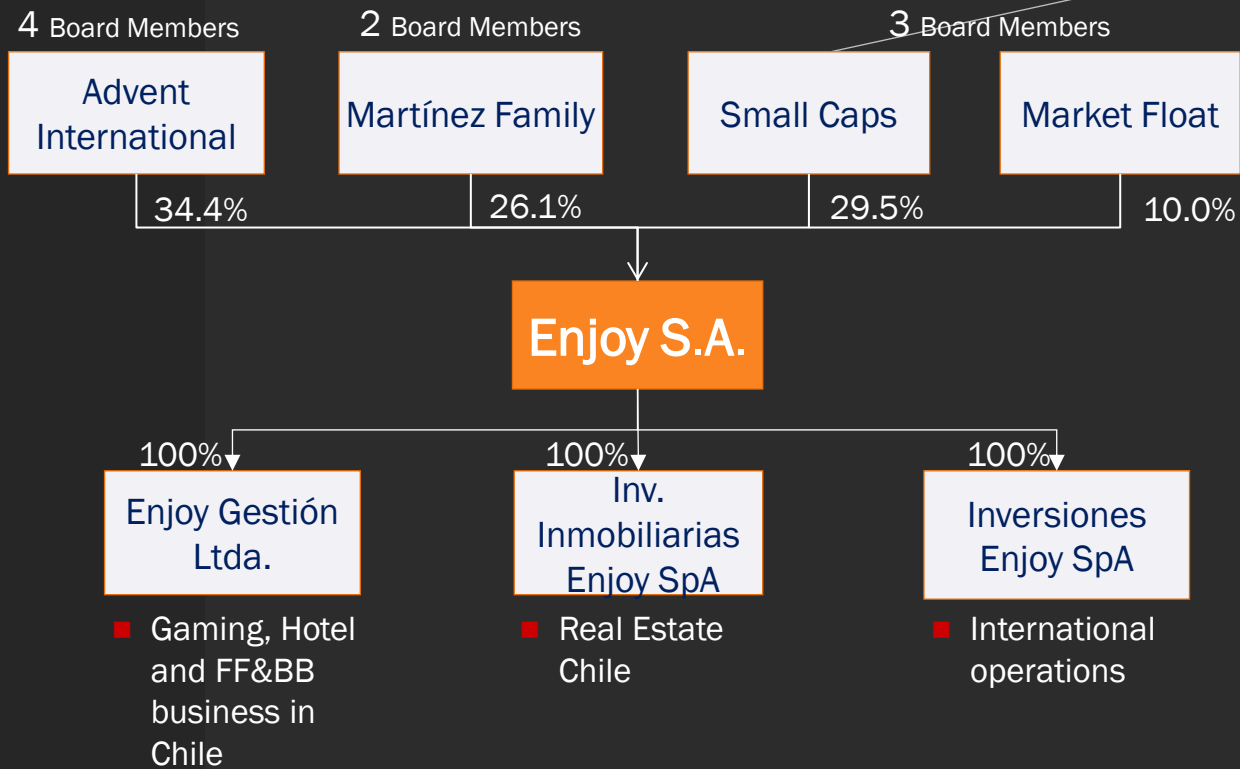 4 Board Members
2 Board Members
3 Board Members
Advent
International
Martínez Family
Small Caps
Market Float
34.4%
26.1%
29.5%
10.0%
Enjoy S.A.
100%
100%
100%
Enjoy Gestión
Ltda.
Inv.
Inmobiliarias
Enjoy SpA
Inversiones
Enjoy SpA
Gaming, Hotel
and FF&BB
business in
Chile
Real Estate
Chile
International
operations